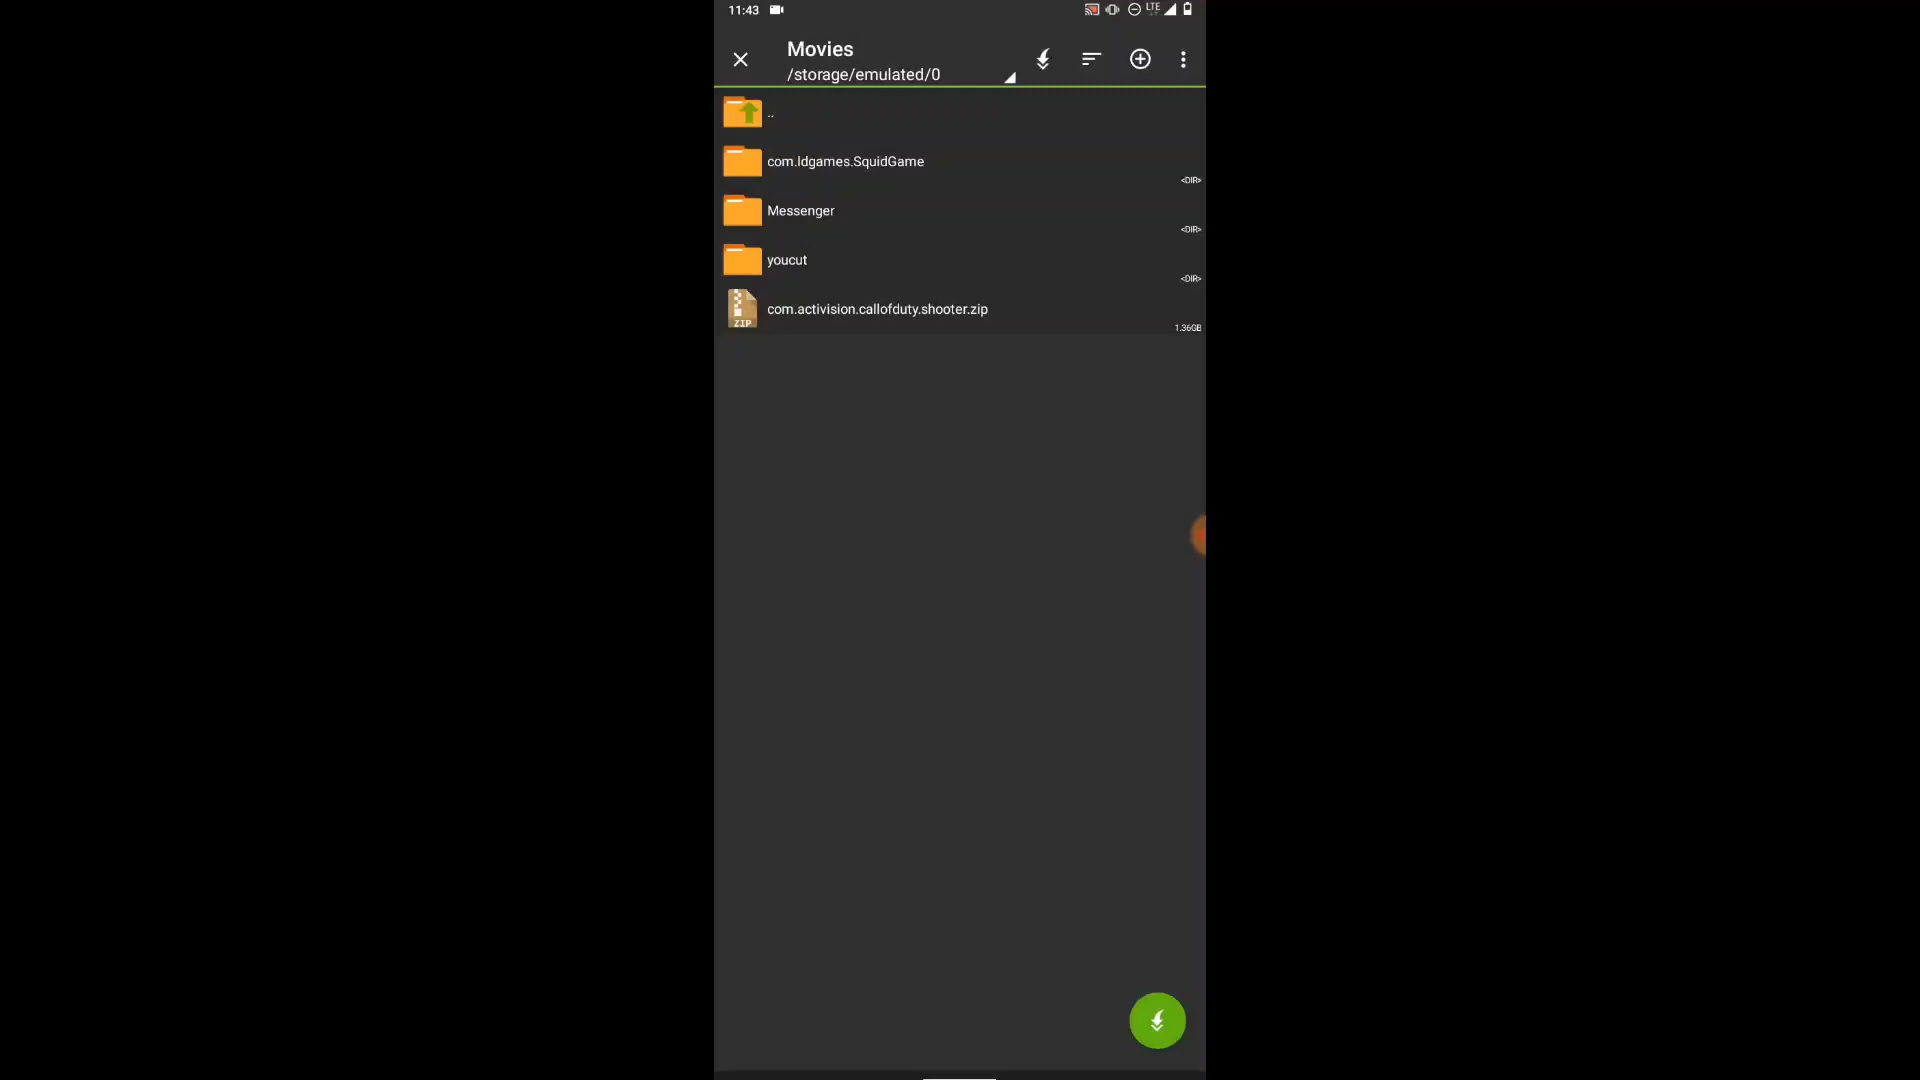 11:43
LTE
Movies
/storage/emulated/0
..
com.ldgames.SquidGame
<DIR>
Messenger
<DIR>
youcut
<DIR>
com.activision.callofduty.shooter.zip
ZIP
1.36GB